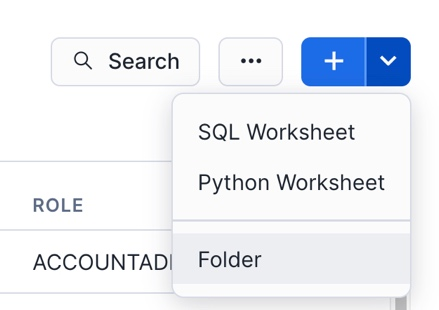 Search
SQL Worksheet
Python Worksheet
ROLE
Folder